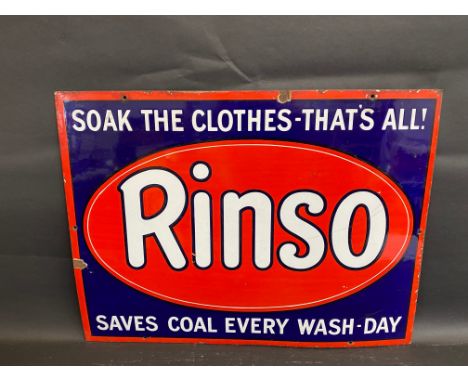 SOAK THE CLOTHES-THAT'S ALL!
Rinso
SAVES COAL EVERY WASH-DAY